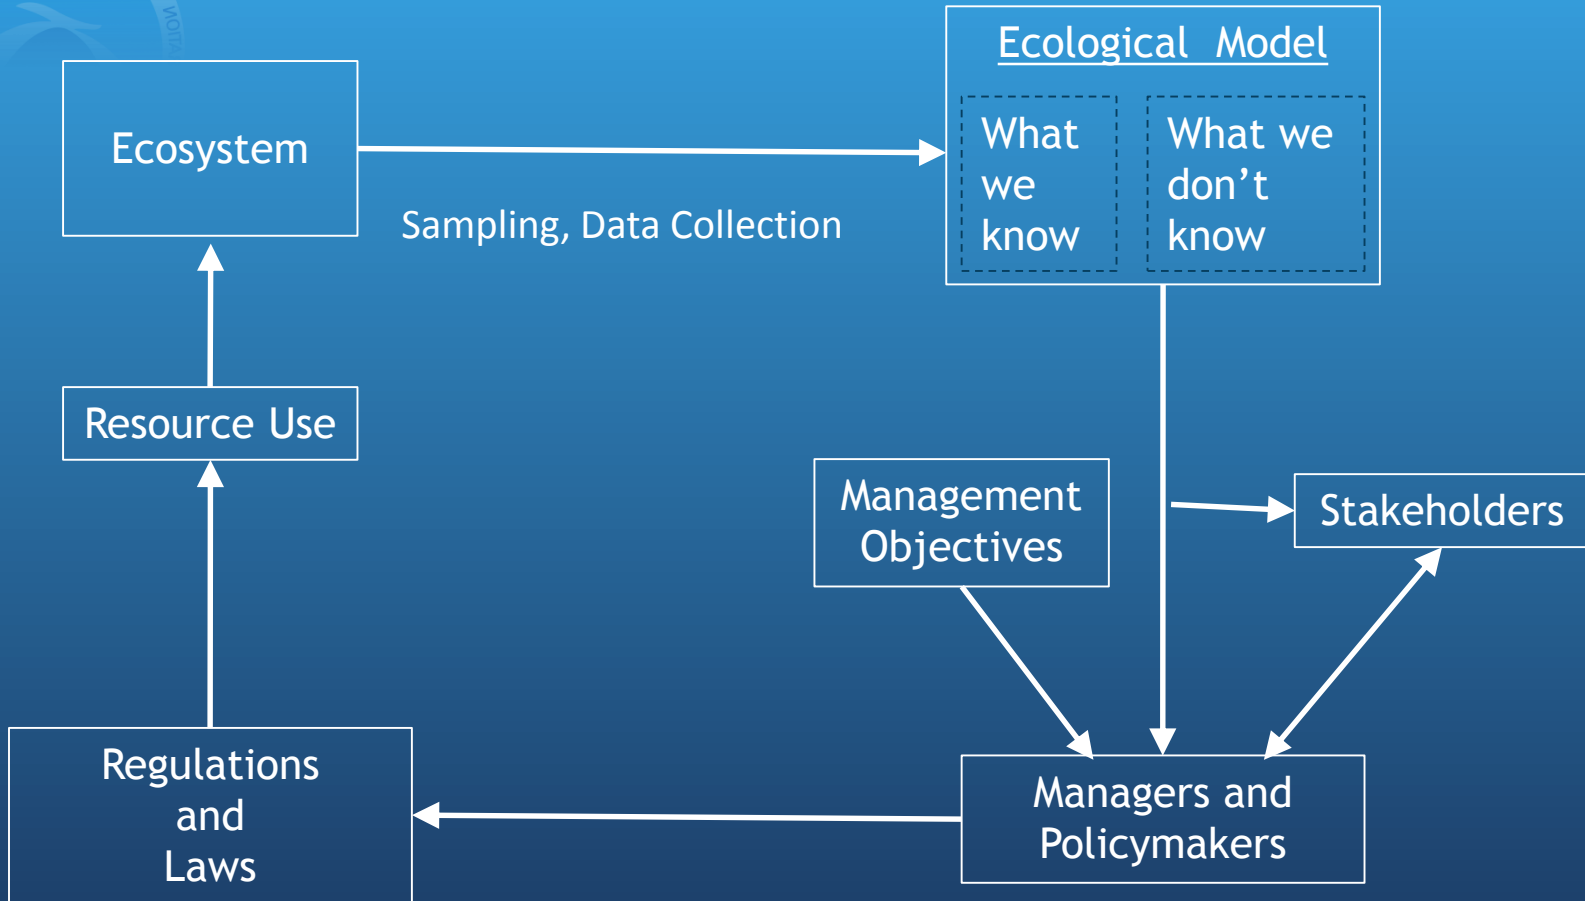 Ecological Model
Ecosystem
What
we
know
What we
don’t
know
Sampling, Data Collection
Resource Use
Management
Objectives
Stakeholders
Regulations
and
Laws
Managers and
Policymakers